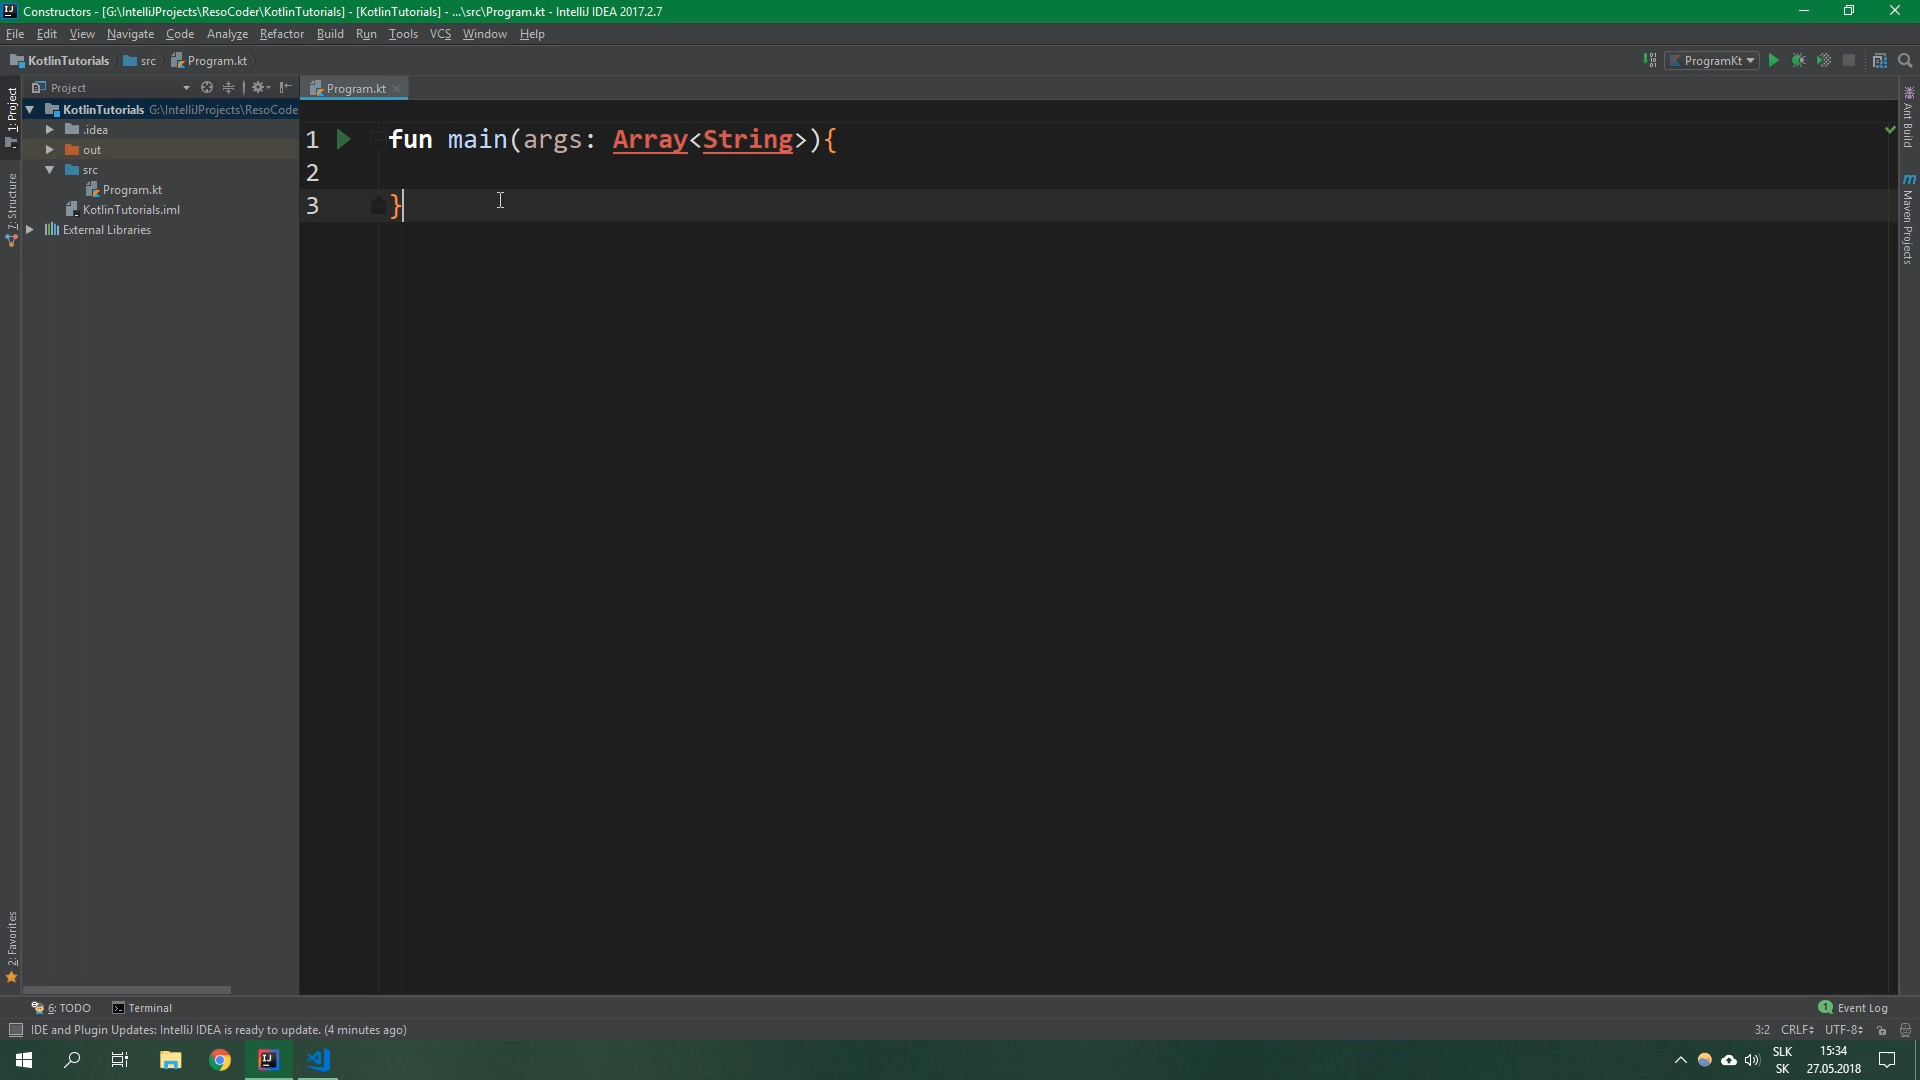 Constructors - [G:\IntelliJProjects\ResoCoder\KotlinTutorials] - [KotlinTutorials] - ...\src\Program.kt - IntelliJ IDEA 2017.2.7
File Edit View Navigate Code Analyze Refactor Build Run Tools VCS Window Help
KotlinTutorials src Program.kt ProgramKt
Project Program.kt
1: Project
KotlinTutorials G:\IntelliJProjects\ResoCode
.idea
out
src
Program.kt
KotlinTutorials.iml
External Libraries
7: Structure
2: Favorites
1 fun main(args: Array<String>){
2
3 }
Ant Build
Maven Projects
6: TODO Terminal 1 Event Log
IDE and Plugin Updates: IntelliJ IDEA is ready to update. (4 minutes ago) 3:2 CRLF UTF-8
SLK 15:34
SK 27.05.2018